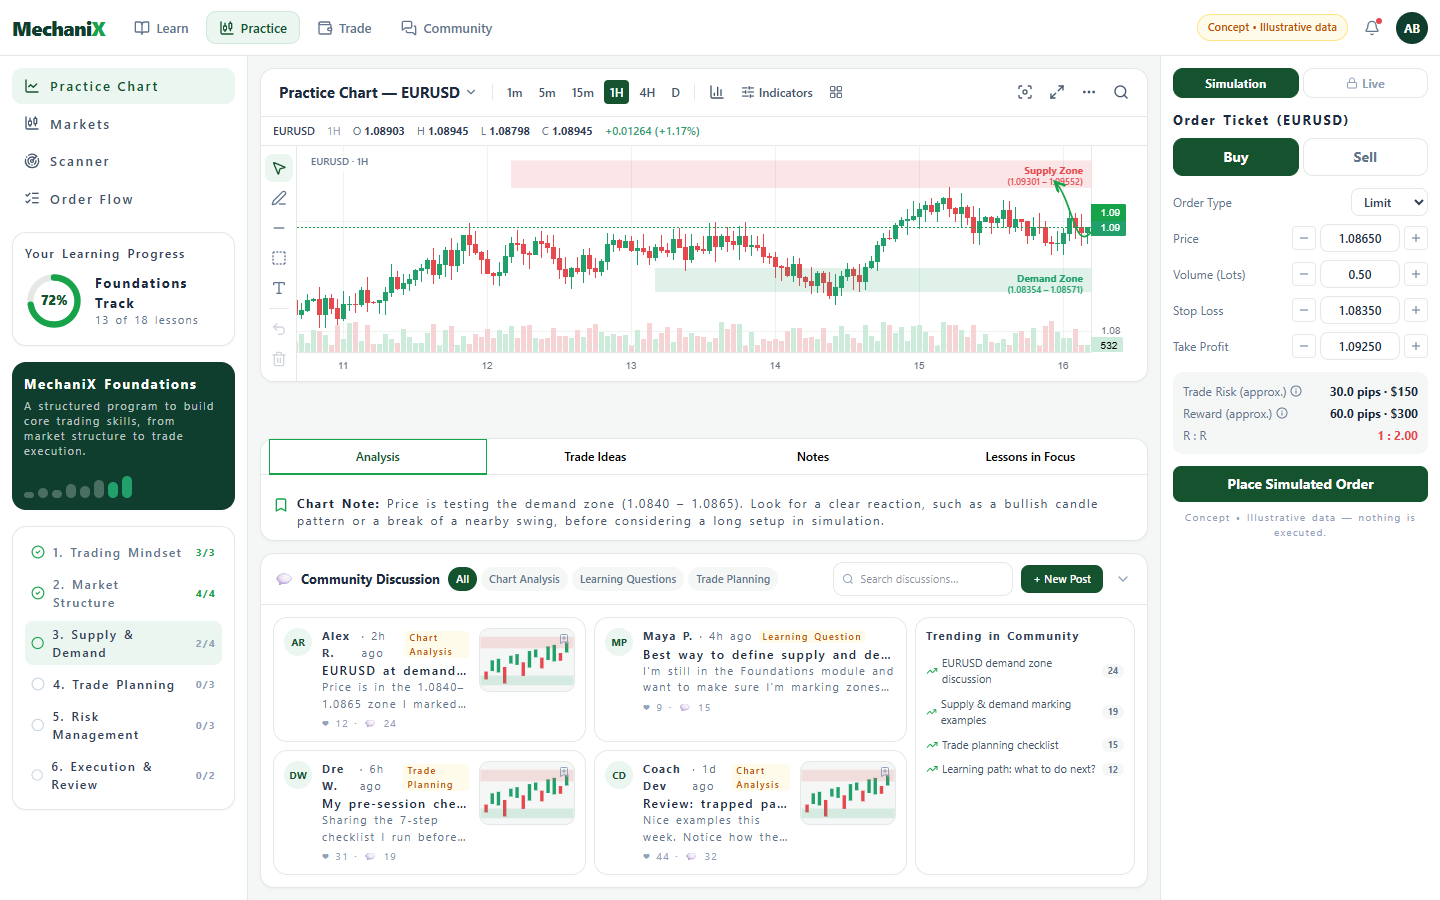 MechaniX
Learn
Practice
Trade
Community
Concept • Illustrative data
AB
Practice Chart
Markets
Scanner
Order Flow
Your Learning Progress
72%
Foundations
Track
13 of 18 lessons
MechaniX Foundations
A structured program to build
core trading skills, from
market structure to trade
execution.
1. Trading Mindset 3/3
2. Market
Structure 4/4
3. Supply &
Demand 2/4
4. Trade Planning 0/3
5. Risk
Management 0/3
6. Execution &
Review 0/2
Practice Chart — EURUSD
1m 5m 15m 1H 4H D
Indicators
EURUSD 1H O 1.08903 H 1.08945 L 1.08798 C 1.08945 +0.01264 (+1.17%)
EURUSD · 1H
Supply Zone
(1.09301 – 1.09552)
1.09
1.09
Demand Zone
(1.08354 – 1.08571)
1.08
532
11 12 13 14 15 16
Analysis
Trade Ideas
Notes
Lessons in Focus
Chart Note: Price is testing the demand zone (1.0840 – 1.0865). Look for a clear reaction, such as a bullish candle
pattern or a break of a nearby swing, before considering a long setup in simulation.
Community Discussion
All
Chart Analysis
Learning Questions
Trade Planning
Search discussions...
+ New Post
AR
Alex
R.
· 2h
ago
Chart
Analysis
EURUSD at demand...
Price is in the 1.0840–
1.0865 zone I marked...
12 · 24
MP
Maya P. · 4h ago Learning Question
Best way to define supply and de...
I'm still in the Foundations module and
want to make sure I'm marking zones...
9 · 15
DW
Dre
W.
· 6h
ago
Trade
Planning
My pre-session che...
Sharing the 7-step
checklist I run before...
31 · 19
CD
Coach
Dev
· 1d
ago
Chart
Analysis
Review: trapped pa...
Nice examples this
week. Notice how the...
44 · 32
Trending in Community
EURUSD demand zone
discussion 24
Supply & demand marking
examples 19
Trade planning checklist 15
Learning path: what to do next? 12
Simulation
Live
Order Ticket (EURUSD)
Buy
Sell
Order Type Limit
Price − 1.08650 +
Volume (Lots) − 0.50 +
Stop Loss − 1.08350 +
Take Profit − 1.09250 +
Trade Risk (approx.) 30.0 pips · $150
Reward (approx.) 60.0 pips · $300
R : R 1 : 2.00
Place Simulated Order
Concept • Illustrative data — nothing is
executed.